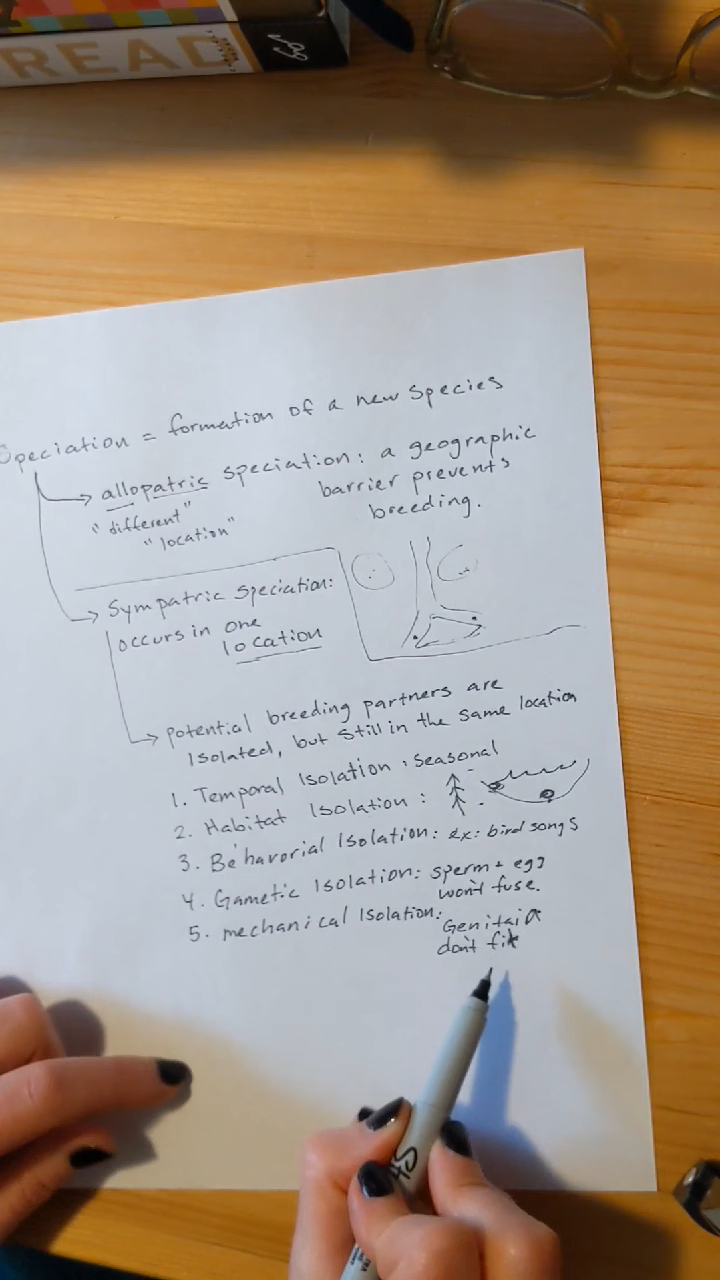 READ
Speciation = formation of a new species
allopatric speciation: a geographic
barrier prevents
breeding.
"different"
"location"
Sympatric speciation:
occurs in one
location
potential breeding partners are
isolated, but still in the same location
1. Temporal Isolation: seasonal
2. Habitat Isolation:
3. Behavorial Isolation: ex: bird songs
4. Gametic Isolation: sperm + egg
won't fuse.
5. mechanical Isolation:
Genitaia
don't fit